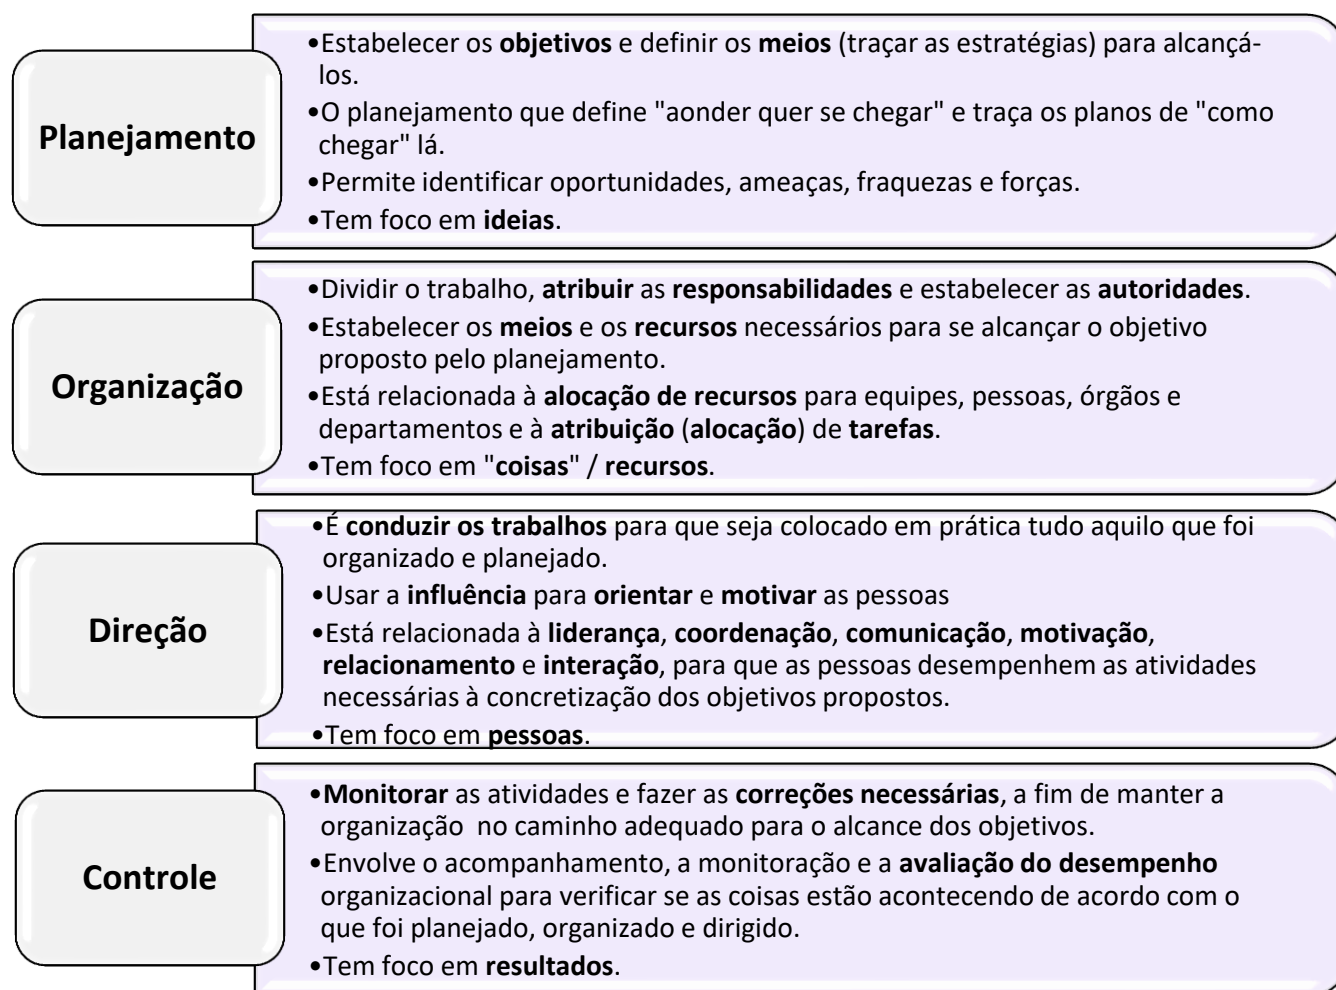 Planejamento
•Estabelecer os objetivos e definir os meios (traçar as estratégias) para alcançá-
los.
•O planejamento que define "aonder quer se chegar" e traça os planos de "como
chegar" lá.
•Permite identificar oportunidades, ameaças, fraquezas e forças.
•Tem foco em ideias.
Organização
•Dividir o trabalho, atribuir as responsabilidades e estabelecer as autoridades.
•Estabelecer os meios e os recursos necessários para se alcançar o objetivo
proposto pelo planejamento.
•Está relacionada à alocação de recursos para equipes, pessoas, órgãos e
departamentos e à atribuição (alocação) de tarefas.
•Tem foco em "coisas" / recursos.
Direção
•É conduzir os trabalhos para que seja colocado em prática tudo aquilo que foi
organizado e planejado.
•Usar a influência para orientar e motivar as pessoas
•Está relacionada à liderança, coordenação, comunicação, motivação,
relacionamento e interação, para que as pessoas desempenhem as atividades
necessárias à concretização dos objetivos propostos.
•Tem foco em pessoas.
Controle
•Monitorar as atividades e fazer as correções necessárias, a fim de manter a
organização no caminho adequado para o alcance dos objetivos.
•Envolve o acompanhamento, a monitoração e a avaliação do desempenho
organizacional para verificar se as coisas estão acontecendo de acordo com o
que foi planejado, organizado e dirigido.
•Tem foco em resultados.